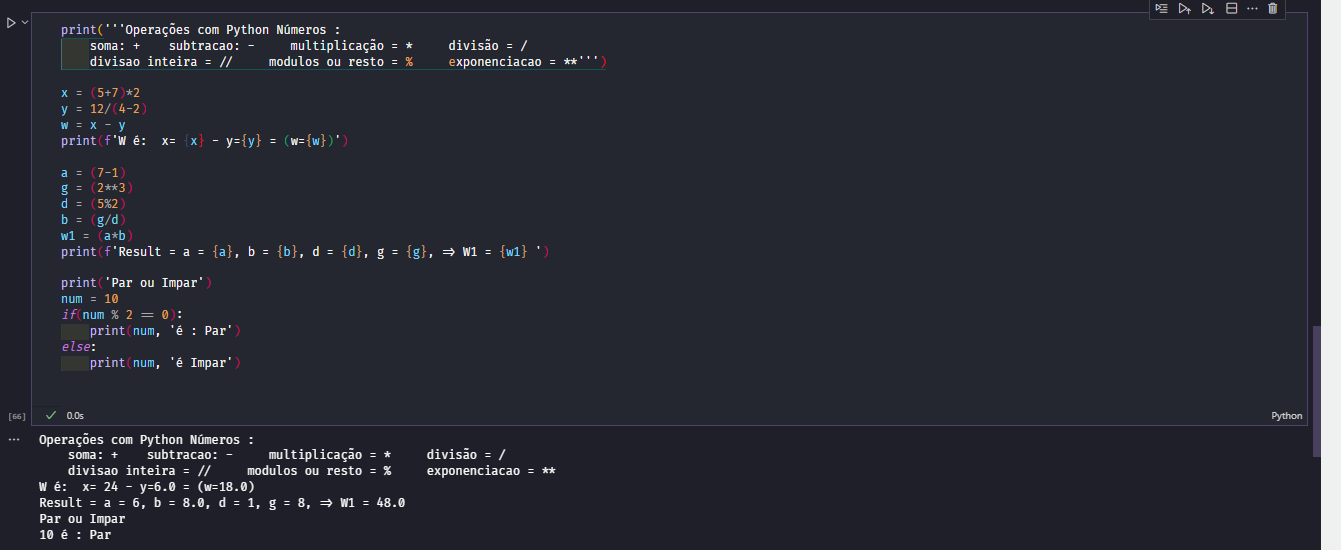 print('''Operações com Python Números :
    soma: +    subtracao: -     multiplicação = *     divisão = /
    divisao inteira = //     modulos ou resto = %     exponenciacao = **''')

x = (5+7)*2
y = 12/(4-2)
w = x - y
print(f'W é:  x= {x} - y={y} = (w={w})')

a = (7-1)
g = (2**3)
d = (5%2)
b = (g/d)
w1 = (a*b)
print(f'Result = a = {a}, b = {b}, d = {d}, g = {g}, => W1 = {w1} ')

print('Par ou Impar')
num = 10
if(num % 2 == 0):
    print(num, 'é : Par')
else:
    print(num, 'é Impar')
[66]
0.0s
Python
Operações com Python Números :
    soma: +    subtracao: -     multiplicação = *     divisão = /
    divisao inteira = //     modulos ou resto = %     exponenciacao = **
W é:  x= 24 - y=6.0 = (w=18.0)
Result = a = 6, b = 8.0, d = 1, g = 8, => W1 = 48.0
Par ou Impar
10 é : Par